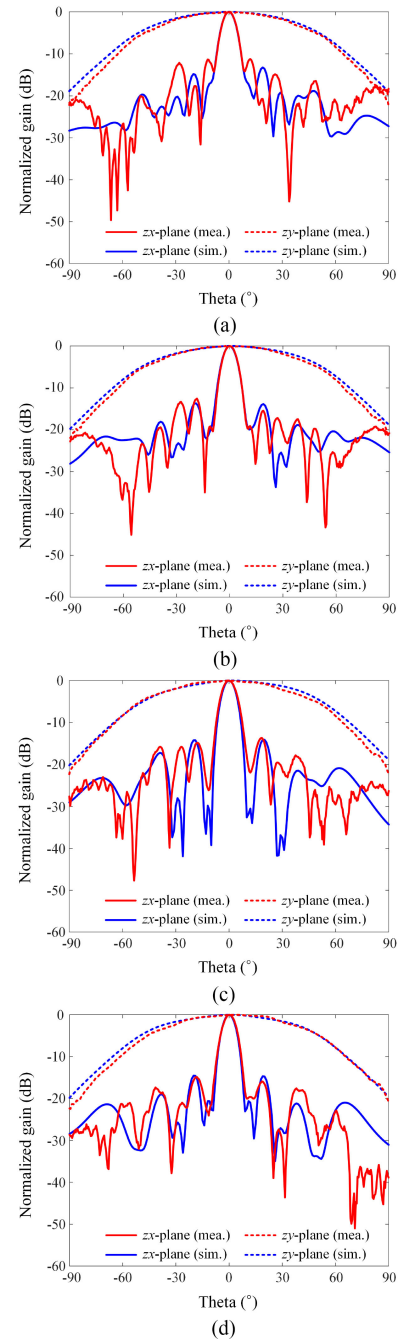 0
-10
-20
-30
-40
-50
-60
Normalized gain (dB)
zx-plane (mea.) zy-plane (mea.)
zx-plane (sim.) zy-plane (sim.)
-90 -60 -30 0 30 60 90
Theta (°)
(a)
0
-10
-20
-30
-40
-50
-60
Normalized gain (dB)
zx-plane (mea.) zy-plane (mea.)
zx-plane (sim.) zy-plane (sim.)
-90 -60 -30 0 30 60 90
Theta (°)
(b)
0
-10
-20
-30
-40
-50
-60
Normalized gain (dB)
zx-plane (mea.) zy-plane (mea.)
zx-plane (sim.) zy-plane (sim.)
-90 -60 -30 0 30 60 90
Theta (°)
(c)
0
-10
-20
-30
-40
-50
-60
Normalized gain (dB)
zx-plane (mea.) zy-plane (mea.)
zx-plane (sim.) zy-plane (sim.)
-90 -60 -30 0 30 60 90
Theta (°)
(d)